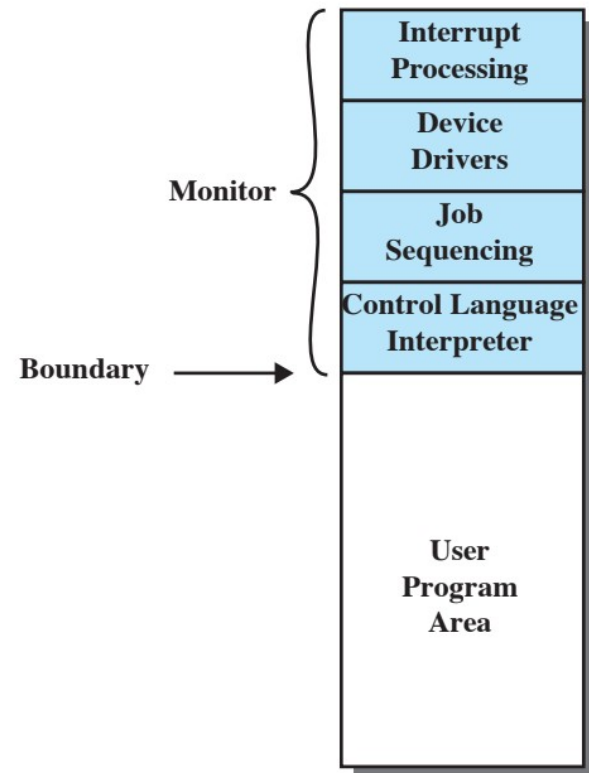 Interrupt
Processing
Device
Drivers
Monitor
Job
Sequencing
Control Language
Interpreter
Boundary
User
Program
Area